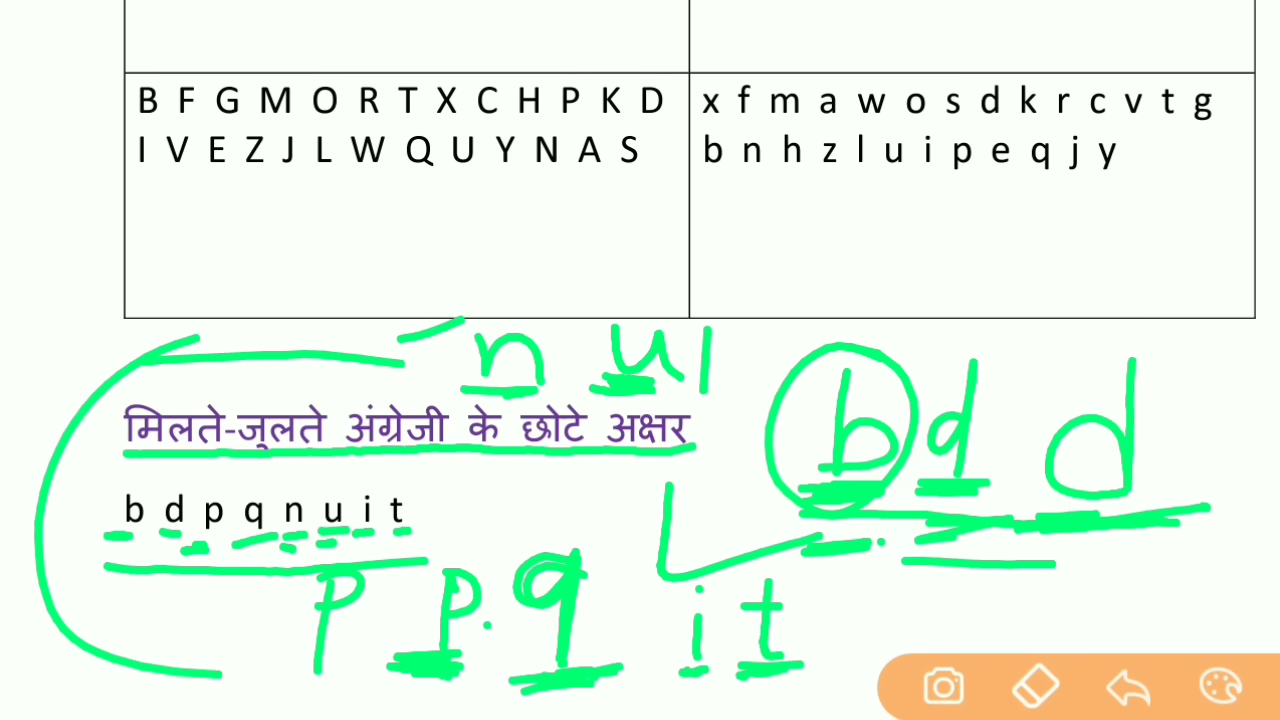 B F G M O R T X C H P K D
I V E Z J L W Q U Y N A S
x f m a w o s d k r c v t g
b n h z l u i p e q j y
n u
मिलते-जुलते अंग्रेजी के छोटे अक्षर
b d d
b d p q n u i t
p p. q i t